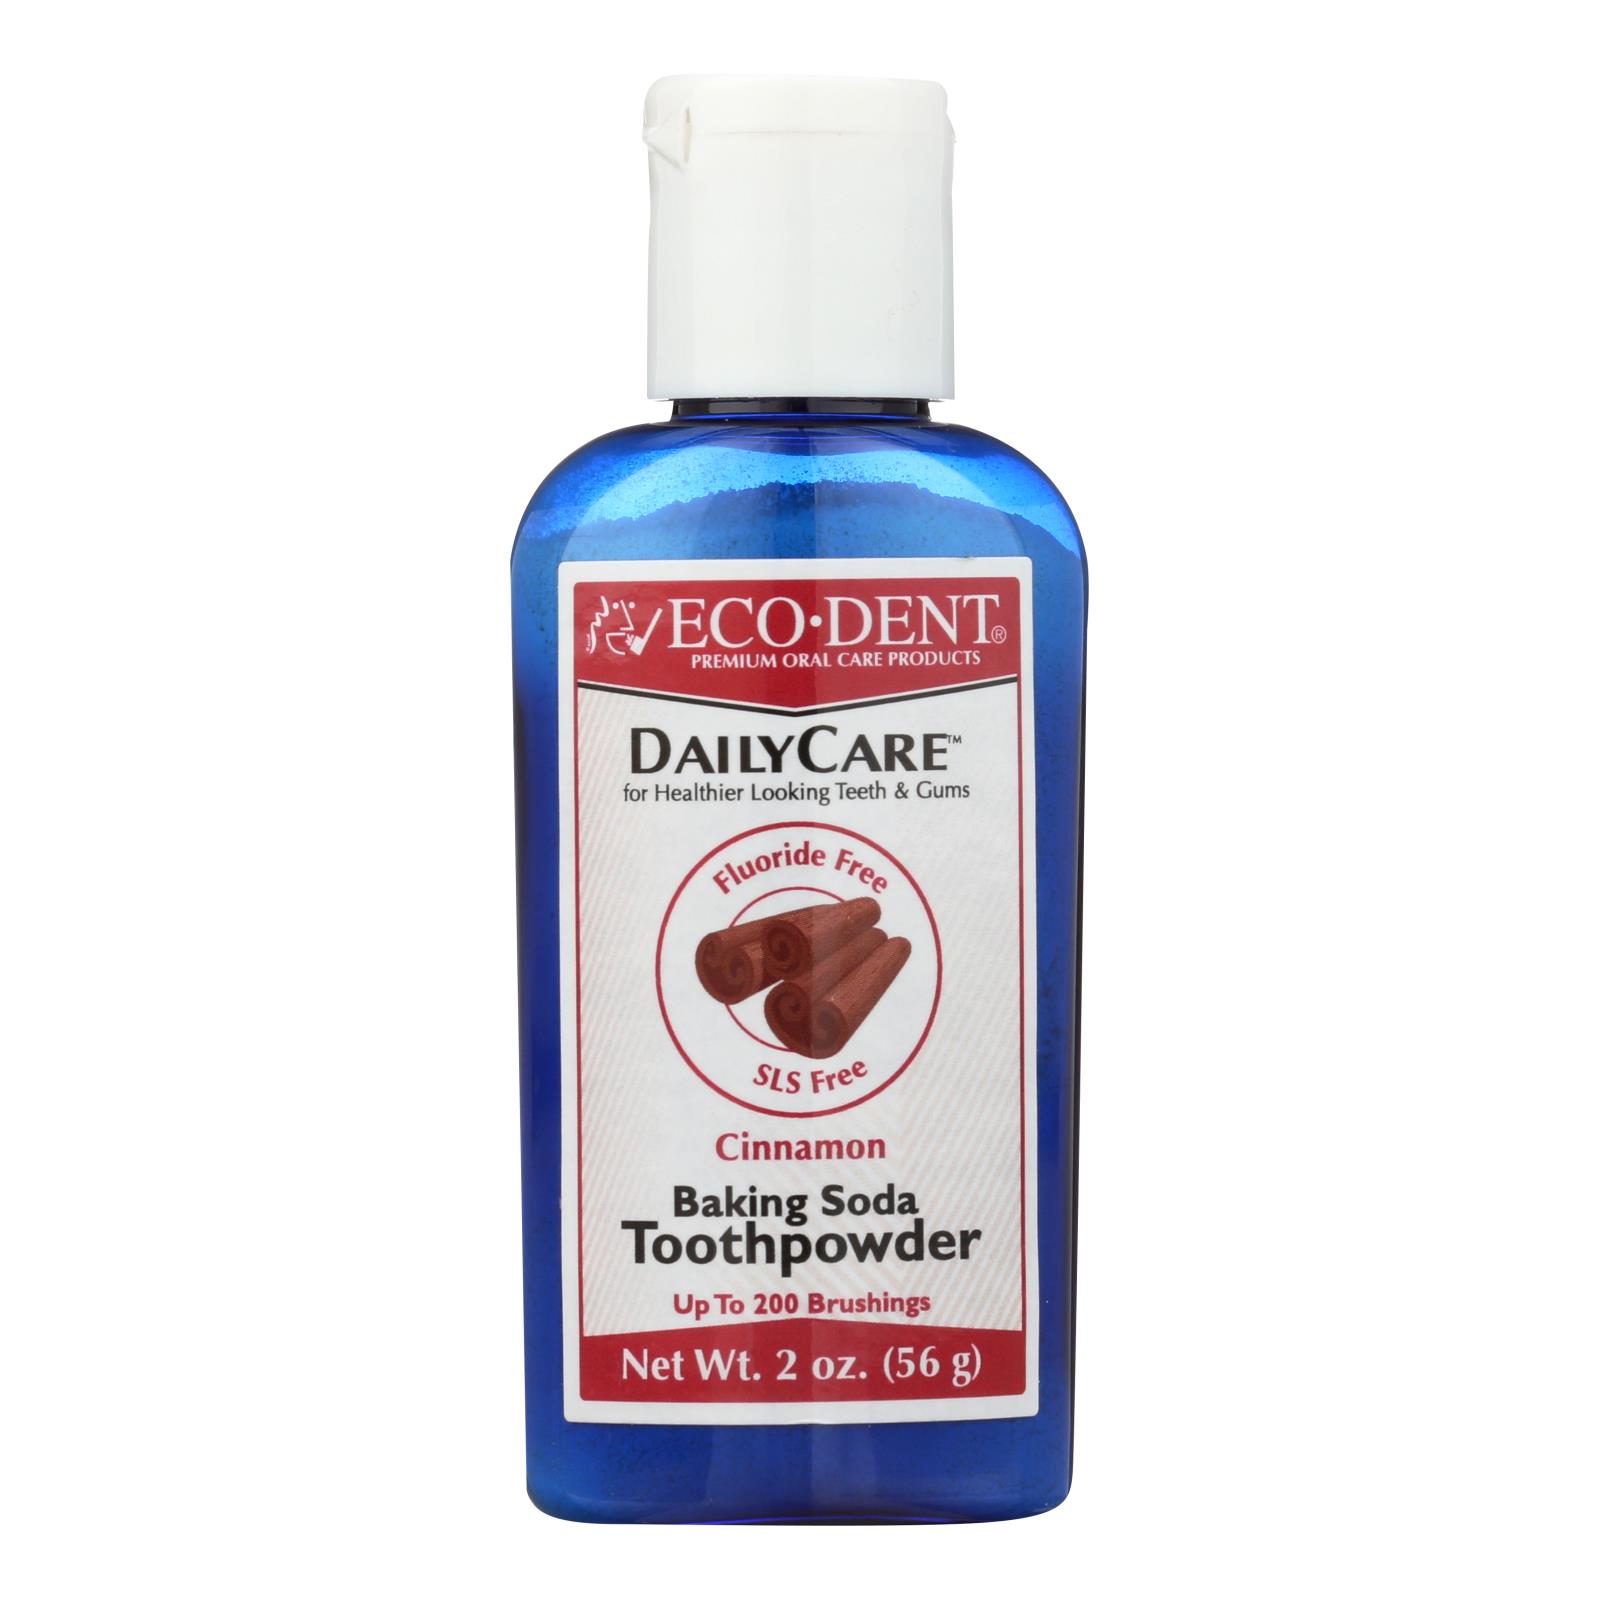 ECO•DENT®
PREMIUM ORAL CARE PRODUCTS
DAILYCARE™
for Healthier Looking Teeth & Gums
Fluoride Free
SLS Free
Cinnamon
Baking Soda
Toothpowder
Up To 200 Brushings
Net Wt. 2 oz. (56 g)